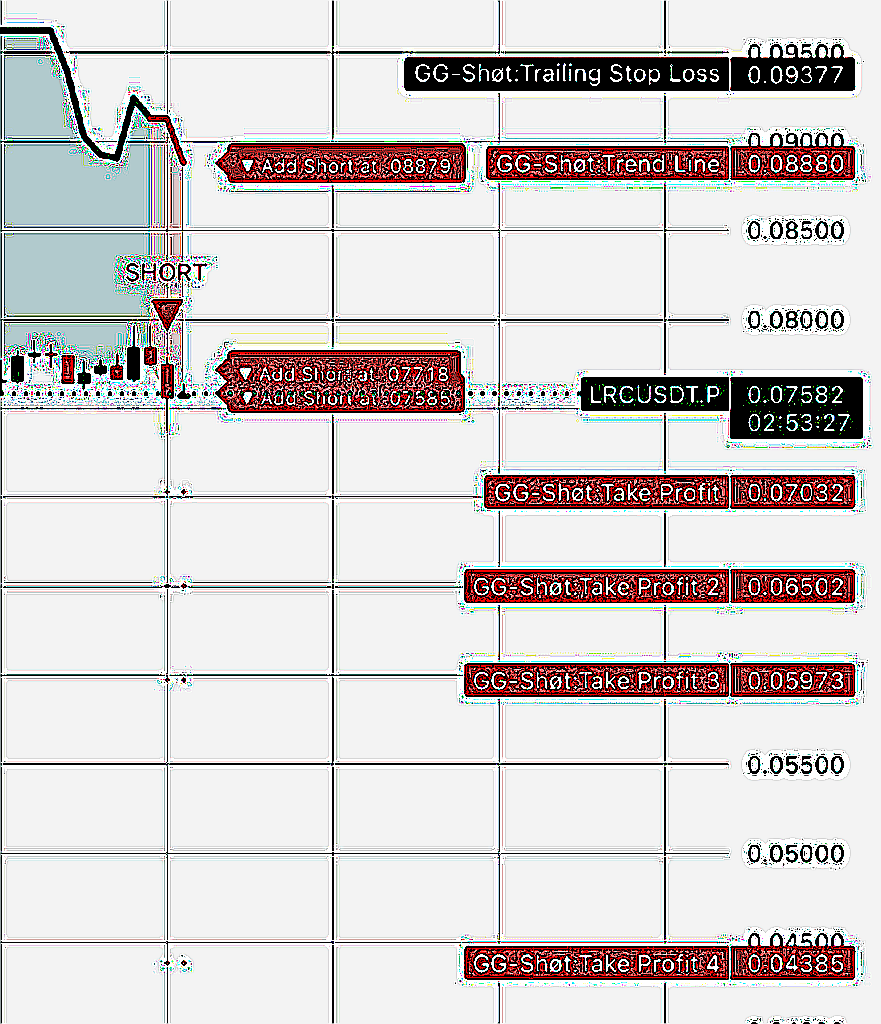 0.09500
GG-Shøt:Trailing Stop Loss 0.09377
0.09000
▼ Add Short at .08879
GG-Shøt:Trend Line 0.08880
0.08500
SHORT
0.08000
▼ Add Short at .07718
▼ Add Short at .07585
LRCUSDT.P 0.07582
02:53:27
GG-Shøt:Take Profit 0.07032
GG-Shøt:Take Profit 2 0.06502
GG-Shøt:Take Profit 3 0.05973
0.05500
0.05000
0.04500
GG-Shøt:Take Profit 4 0.04385